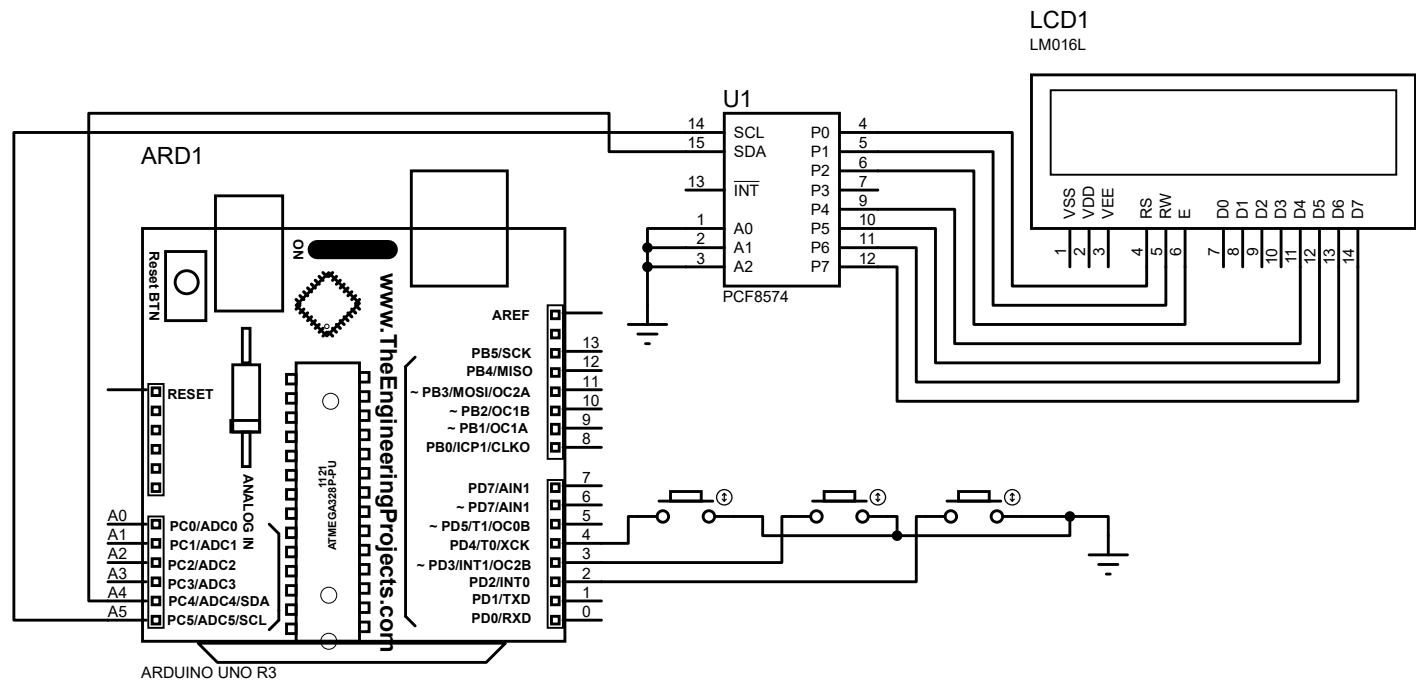 LCD1
LM016L
VSS
VDD
VEE
RS
RW
E
D0
D1
D2
D3
D4
D5
D6
D7
1
2
3
4
5
6
7
8
9
10
11
12
13
14
U1
14 SCL
15 SDA
13 INT
1 A0
2 A1
3 A2
P0 4
P1 5
P2 6
P3 7
P4 9
P5 10
P6 11
P7 12
PCF8574
ARD1
Reset BTN
ON
www.TheEngineeringProjects.com
RESET
ANALOG IN
1121
ATMEGA328P-PU
AREF
PB5/SCK 13
PB4/MISO 12
~ PB3/MOSI/OC2A 11
~ PB2/OC1B 10
~ PB1/OC1A 9
PB0/ICP1/CLKO 8
PD7/AIN1 7
~ PD7/AIN1 6
~ PD5/T1/OC0B 5
PD4/T0/XCK 4
~ PD3/INT1/OC2B 3
PD2/INT0 2
PD1/TXD 1
PD0/RXD 0
A0 PC0/ADC0
A1 PC1/ADC1
A2 PC2/ADC2
A3 PC3/ADC3
A4 PC4/ADC4/SDA
A5 PC5/ADC5/SCL
ARDUINO UNO R3